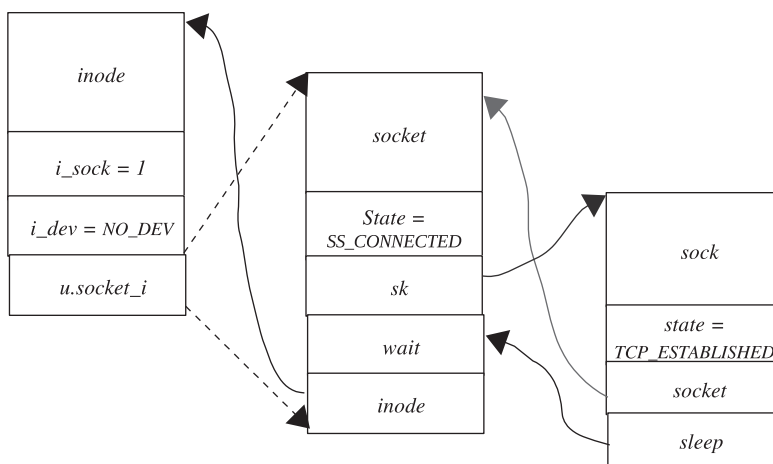 inode
i_sock = 1
i_dev = NO_DEV
u.socket_i
socket
State =
SS_CONNECTED
sk
wait
inode
sock
state =
TCP_ESTABLISHED
socket
sleep